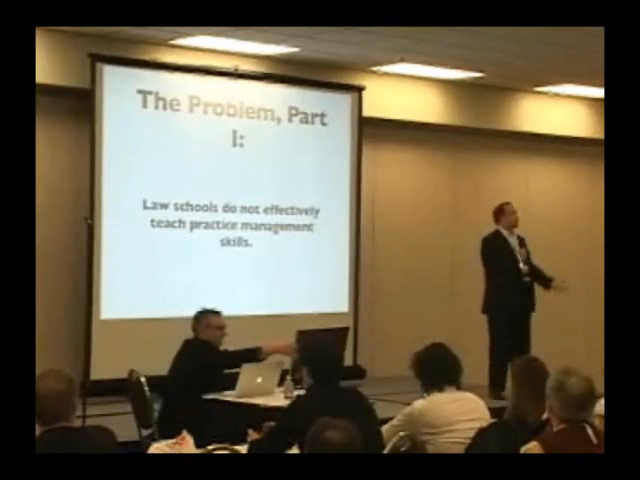 The Problem, Part
I:
Law schools do not effectively
teach practice management
skills.